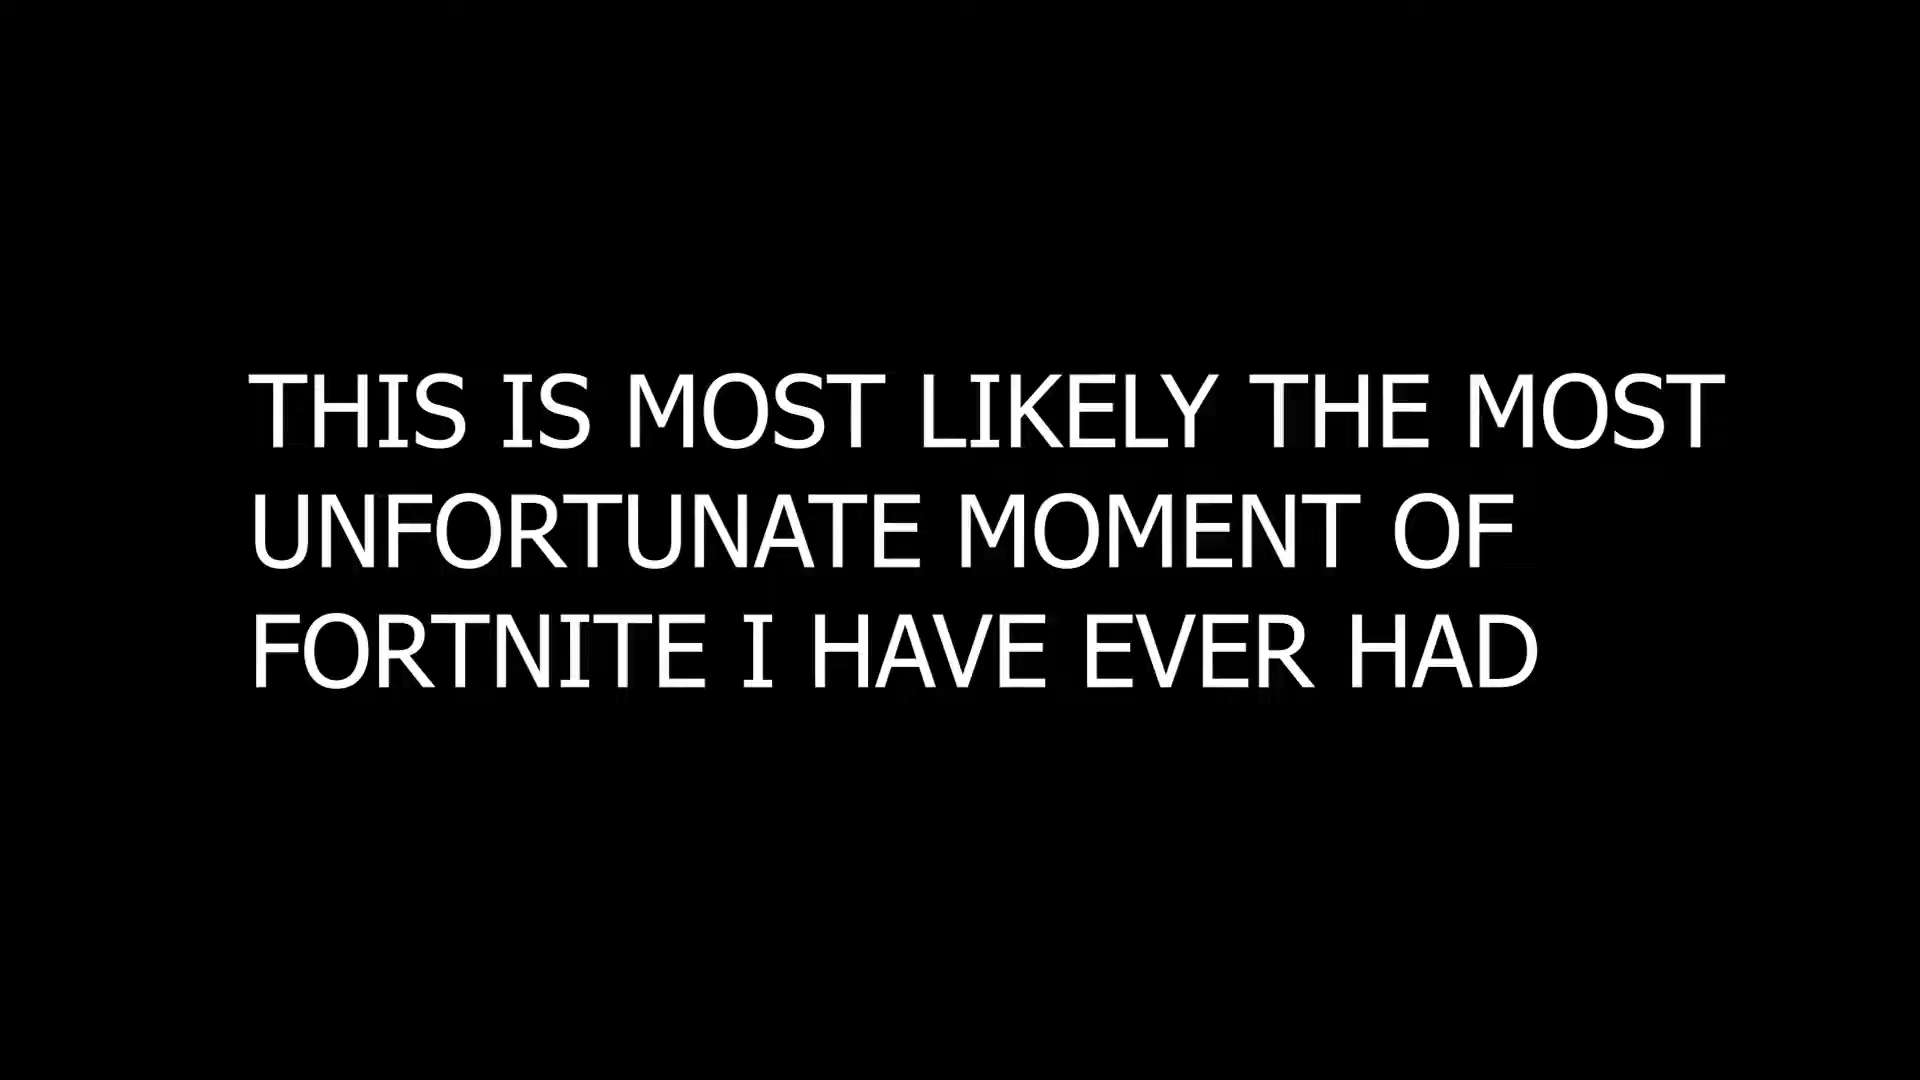 THIS IS MOST LIKELY THE MOST
UNFORTUNATE MOMENT OF
FORTNITE I HAVE EVER HAD